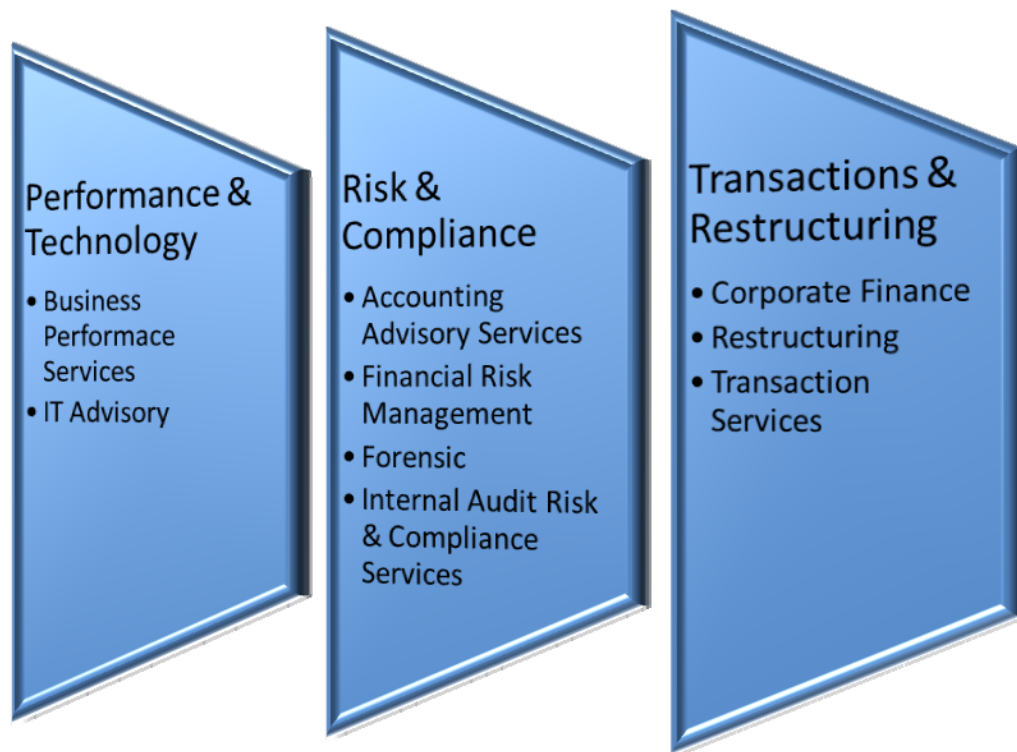 Performance &
Technology
• Business
Performace
Services
• IT Advisory
Risk &
Compliance
• Accounting
Advisory Services
• Financial Risk
Management
• Forensic
• Internal Audit Risk
& Compliance
Services
Transactions &
Restructuring
• Corporate Finance
• Restructuring
• Transaction
Services